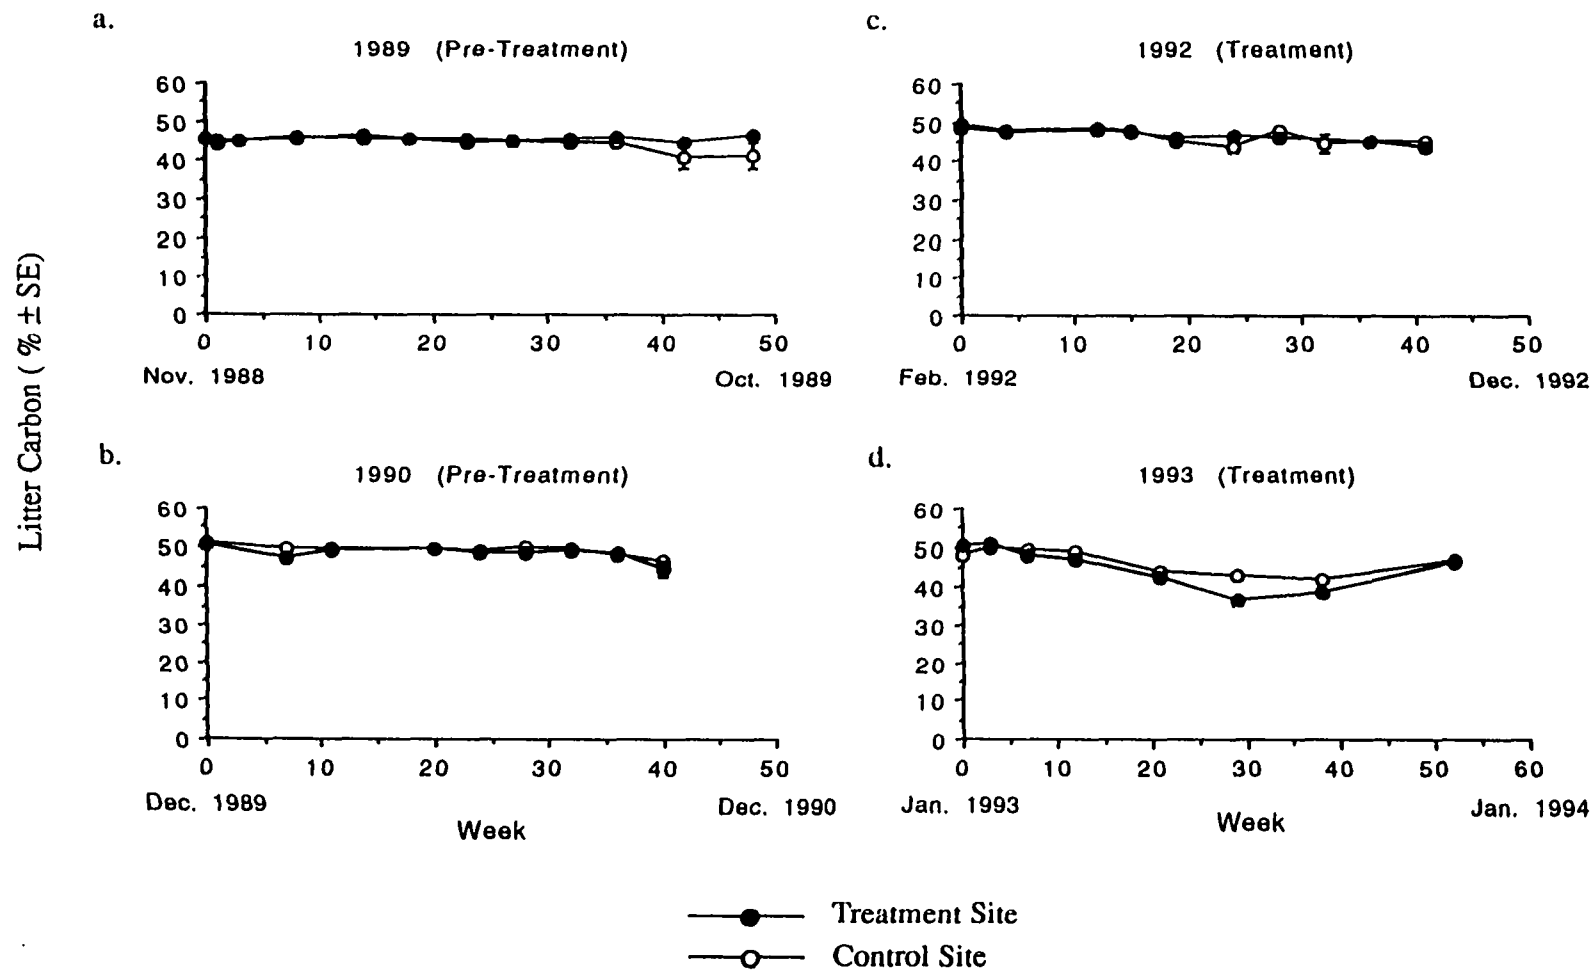 a.
1989 (Pre-Treatment)
60
50
40
30
20
10
0
0 10 20 30 40 50
Nov. 1988 Oct. 1989
c.
1992 (Treatment)
60
50
40
30
20
10
0
0 10 20 30 40 50
Feb. 1992 Dec. 1992
Litter Carbon ( % ± SE)
b.
1990 (Pre-Treatment)
60
50
40
30
20
10
0
0 10 20 30 40 50
Dec. 1989 Dec. 1990
Week
d.
1993 (Treatment)
60
50
40
30
20
10
0
0 10 20 30 40 50 60
Jan. 1993 Jan. 1994
Week
Treatment Site
Control Site